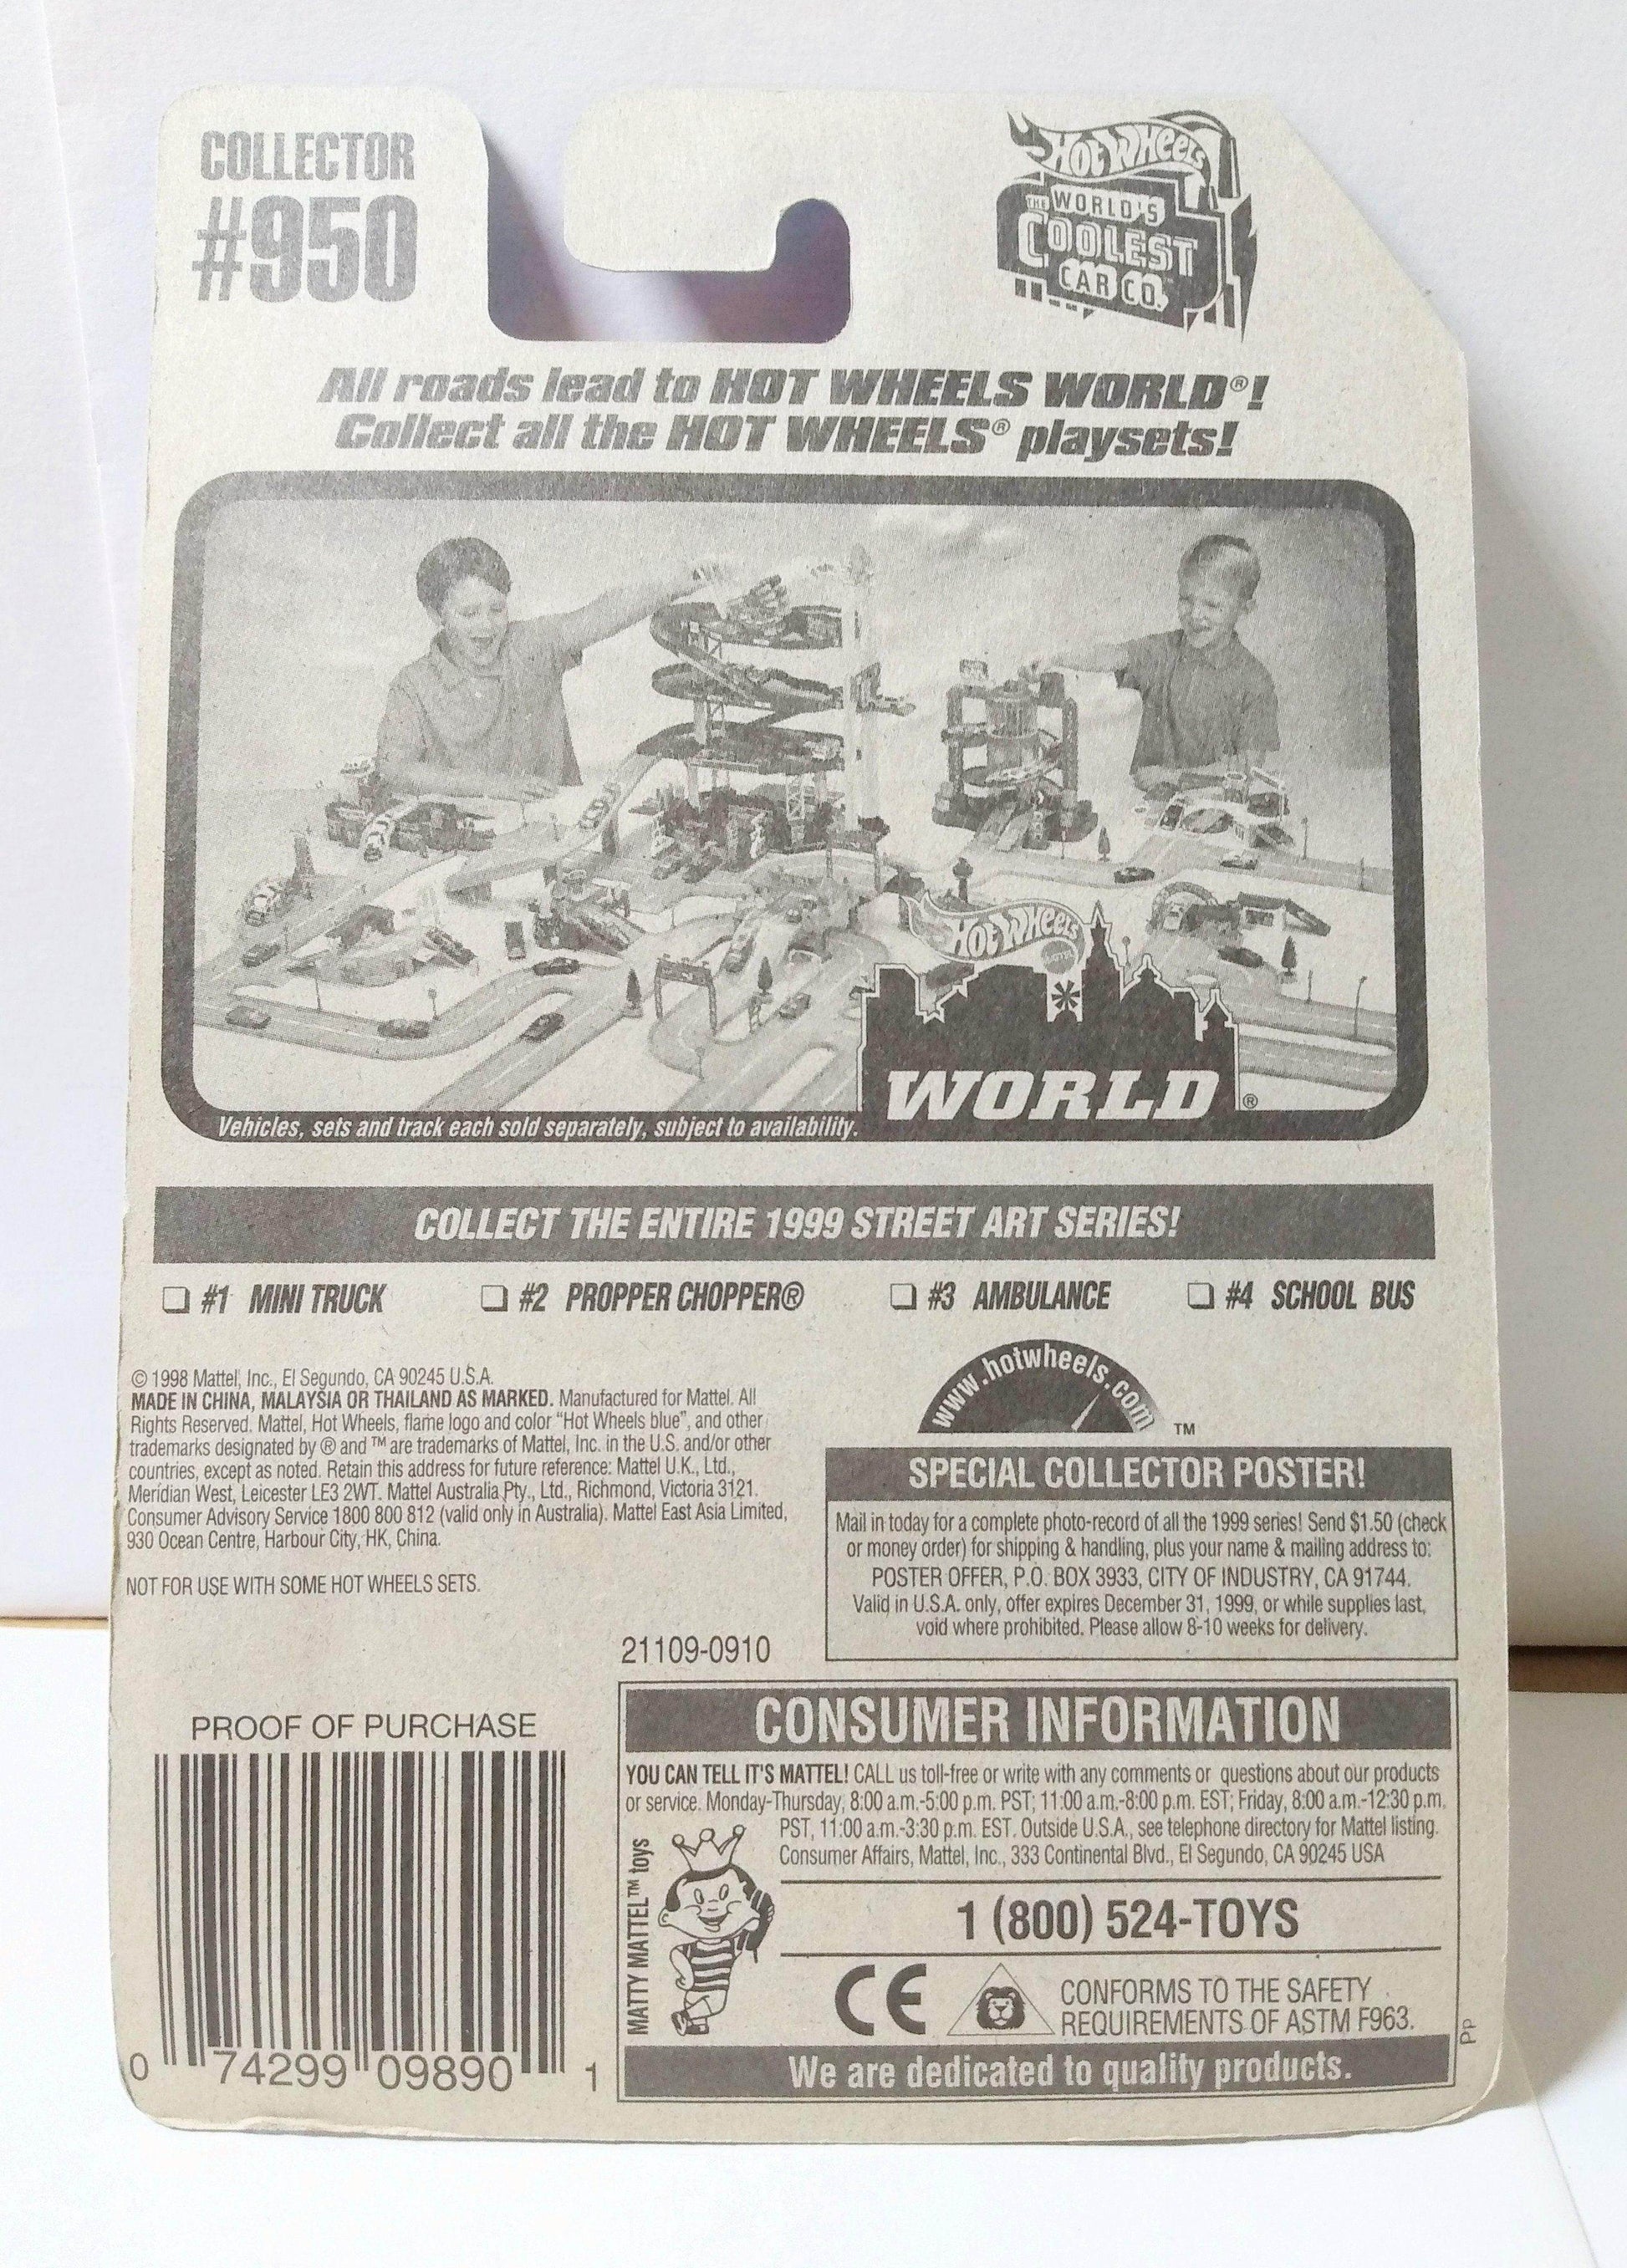 COLLECTOR
#950
HOT WHEELS
THE WORLD'S
COOLEST
CAR CO.™
All roads lead to HOT WHEELS WORLD®!
Collect all the HOT WHEELS® playsets!
HOT WHEELS
MATTEL
WORLD ®
Vehicles, sets and track each sold separately, subject to availability.
COLLECT THE ENTIRE 1999 STREET ART SERIES!
#1 MINI TRUCK
#2 PROPPER CHOPPER®
#3 AMBULANCE
#4 SCHOOL BUS
© 1998 Mattel, Inc., El Segundo, CA 90245 U.S.A.
MADE IN CHINA, MALAYSIA OR THAILAND AS MARKED. Manufactured for Mattel. All
Rights Reserved. Mattel, Hot Wheels, flame logo and color “Hot Wheels blue”, and other
trademarks designated by ® and ™ are trademarks of Mattel, Inc. in the U.S. and/or other
countries, except as noted. Retain this address for future reference: Mattel U.K., Ltd.,
Meridian West, Leicester LE3 2WT. Mattel Australia Pty., Ltd., Richmond, Victoria 3121.
Consumer Advisory Service 1800 800 812 (valid only in Australia). Mattel East Asia Limited,
930 Ocean Centre, Harbour City, HK, China.
NOT FOR USE WITH SOME HOT WHEELS SETS.
21109-0910
www.hotwheels.com ™
SPECIAL COLLECTOR POSTER!
Mail in today for a complete photo-record of all the 1999 series! Send $1.50 (check
or money order) for shipping & handling, plus your name & mailing address to:
POSTER OFFER, P.O. BOX 3933, CITY OF INDUSTRY, CA 91744.
Valid in U.S.A. only, offer expires December 31, 1999, or while supplies last,
void where prohibited. Please allow 8-10 weeks for delivery.
PROOF OF PURCHASE
0 74299 09890 1
CONSUMER INFORMATION
YOU CAN TELL IT'S MATTEL! CALL us toll-free or write with any comments or questions about our products
or service. Monday-Thursday, 8:00 a.m.-5:00 p.m. PST; 11:00 a.m.-8:00 p.m. EST; Friday, 8:00 a.m.-12:30 p.m.
PST, 11:00 a.m.-3:30 p.m. EST. Outside U.S.A., see telephone directory for Mattel listing.
Consumer Affairs, Mattel, Inc., 333 Continental Blvd., El Segundo, CA 90245 USA
MATTY MATTEL™ toys
1 (800) 524-TOYS
CE
CONFORMS TO THE SAFETY
REQUIREMENTS OF ASTM F963.
We are dedicated to quality products.
Pp